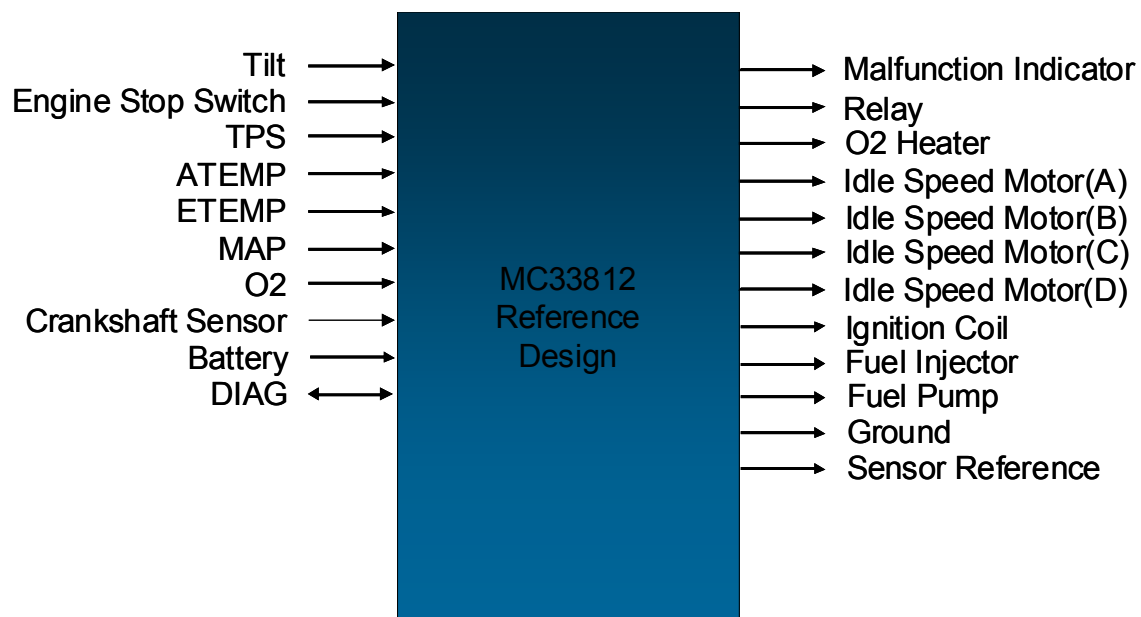 Tilt
Engine Stop Switch
TPS
ATEMP
ETEMP
MAP
O2
Crankshaft Sensor
Battery
DIAG
MC33812
Reference
Design
Malfunction Indicator
Relay
O2 Heater
Idle Speed Motor(A)
Idle Speed Motor(B)
Idle Speed Motor(C)
Idle Speed Motor(D)
Ignition Coil
Fuel Injector
Fuel Pump
Ground
Sensor Reference